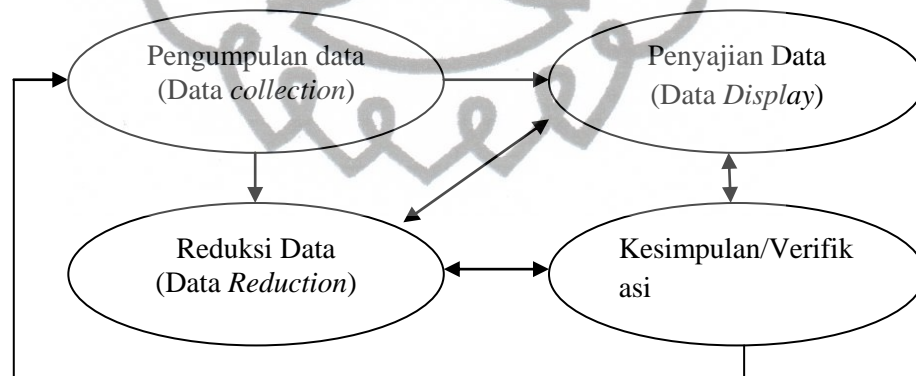 Pengumpulan data
(Data collection)
Penyajian Data
(Data Display)
Reduksi Data
(Data Reduction)
Kesimpulan/Verifik
asi